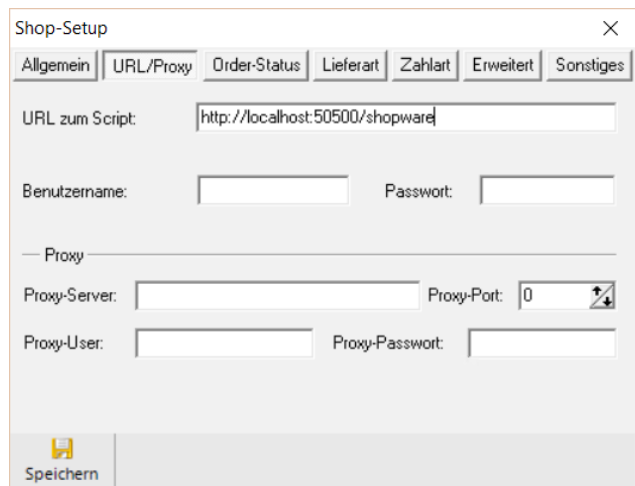 Shop-Setup
Allgemein URL/Proxy Order-Status Lieferart Zahlart Erweitert Sonstiges
URL zum Script: http://localhost:50500/shopware
Benutzername: Passwort:
Proxy
Proxy-Server: Proxy-Port: 0
Proxy-User: Proxy-Passwort:
Speichern